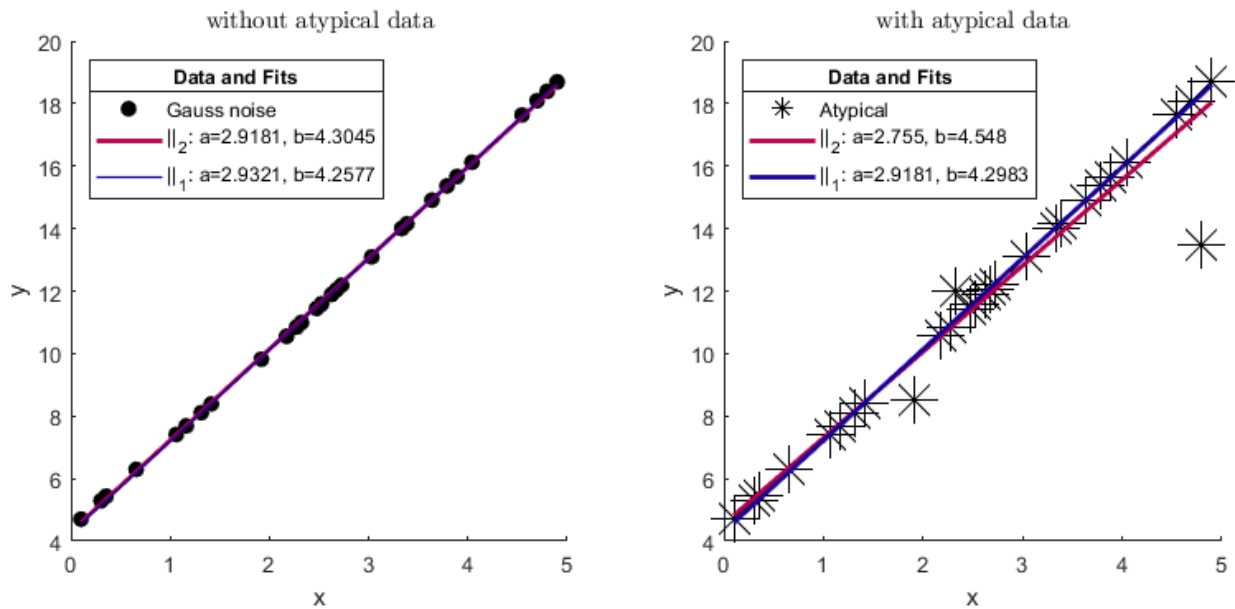 without atypical data
20
18
16
14
12
10
8
6
4
y
Data and Fits
Gauss noise
||2: a=2.9181, b=4.3045
||1: a=2.9321, b=4.2577
0 1 2 3 4 5
x
with atypical data
20
18
16
14
12
10
8
6
4
y
Data and Fits
Atypical
||2: a=2.755, b=4.548
||1: a=2.9181, b=4.2983
0 1 2 3 4 5
x